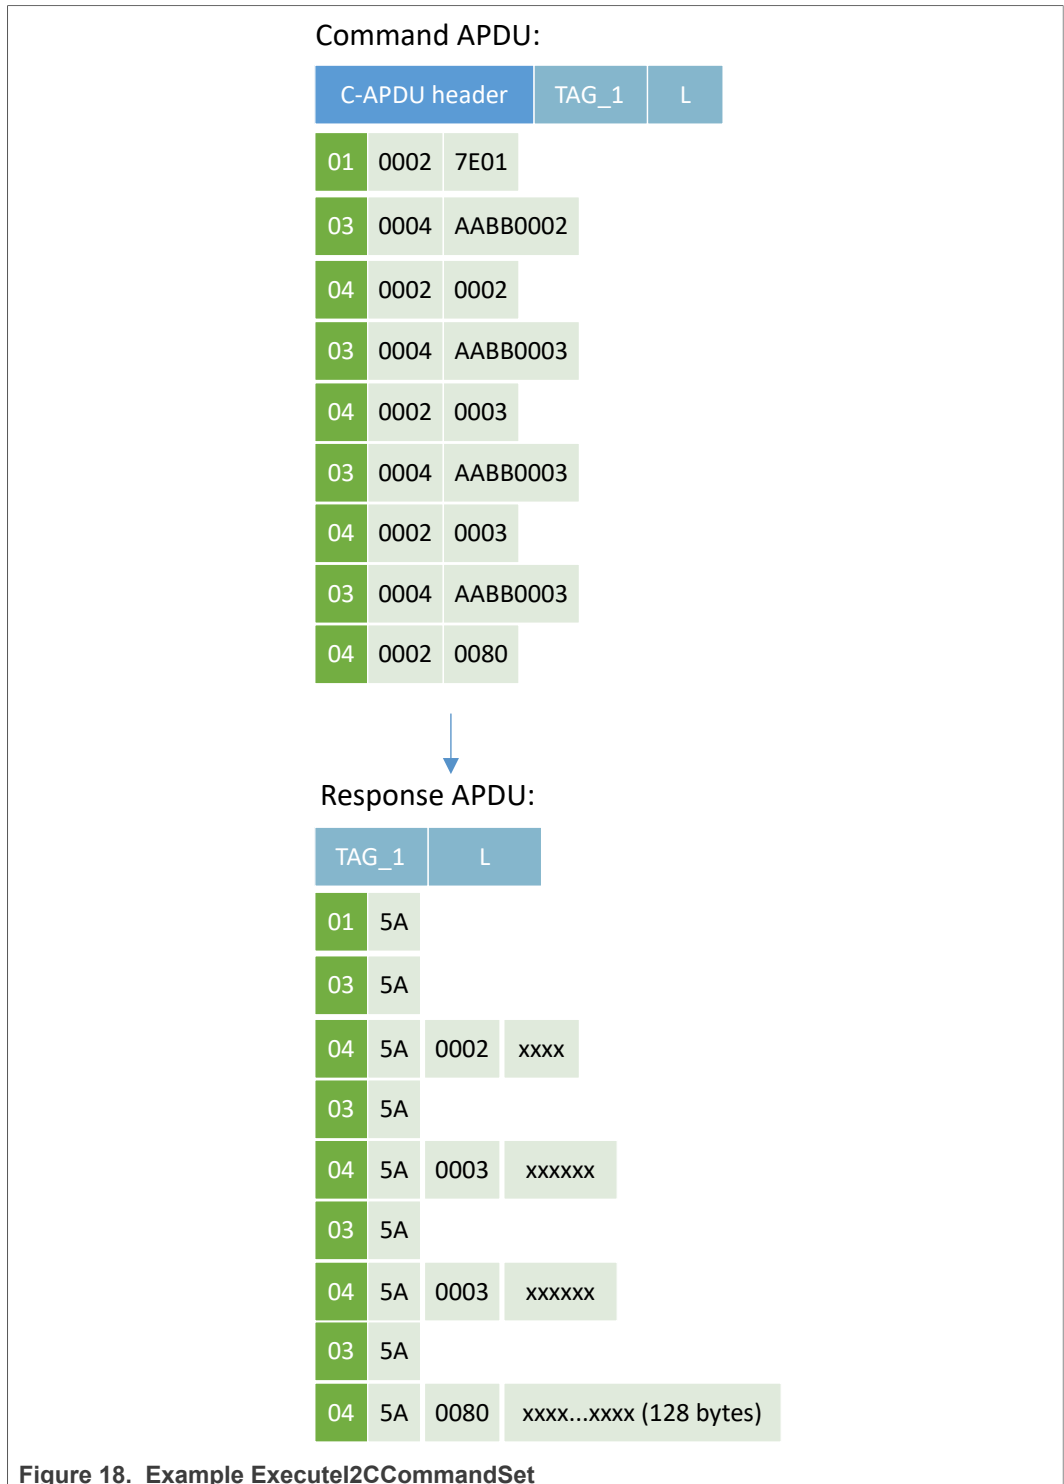 Command APDU:
C-APDU header TAG_1 L
01 0002 7E01
03 0004 AABB0002
04 0002 0002
03 0004 AABB0003
04 0002 0003
03 0004 AABB0003
04 0002 0003
03 0004 AABB0003
04 0002 0080
Response APDU:
TAG_1 L
01 5A
03 5A
04 5A 0002 xxxx
03 5A
04 5A 0003 xxxxxx
03 5A
04 5A 0003 xxxxxx
03 5A
04 5A 0080 xxxx...xxxx (128 bytes)
Figure 18. Example ExecuteI2CCommandSet